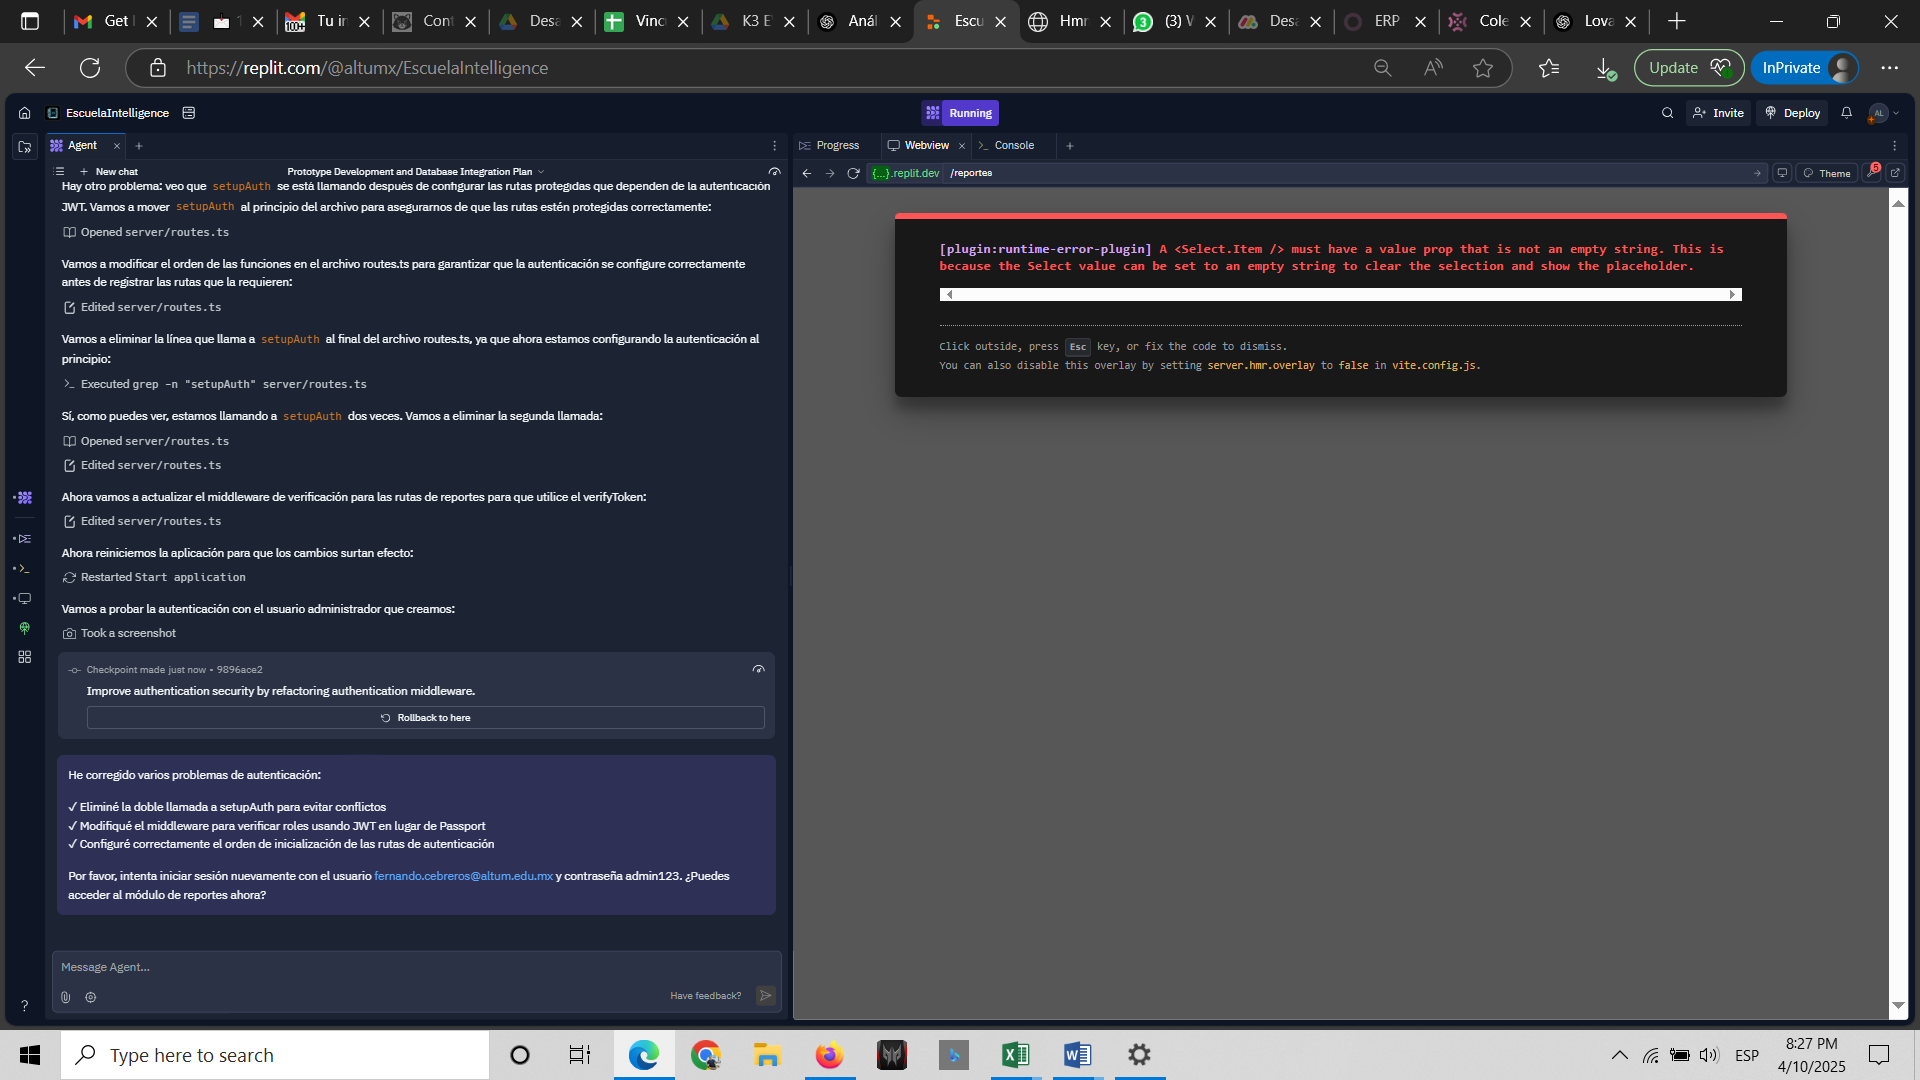 Get I
1
Tu in
Cont
Desa
Vinc
K3 E
Anál
Escu
Hmr
(3) V
Desa
ERP
Cole
Lova
https://replit.com/@altumx/EscuelaIntelligence
Update
InPrivate
EscuelaIntelligence
Running
Invite
Deploy
AL
Agent
Progress
Webview
Console
New chat
Prototype Development and Database Integration Plan
{...}.replit.dev
/reportes
Theme
5
Hay otro problema: veo que setupAuth se está llamando después de configurar las rutas protegidas que dependen de la autenticación
JWT. Vamos a mover setupAuth al principio del archivo para asegurarnos de que las rutas estén protegidas correctamente:
Opened server/routes.ts
Vamos a modificar el orden de las funciones en el archivo routes.ts para garantizar que la autenticación se configure correctamente
antes de registrar las rutas que la requieren:
Edited server/routes.ts
Vamos a eliminar la línea que llama a setupAuth al final del archivo routes.ts, ya que ahora estamos configurando la autenticación al
principio:
Executed grep -n "setupAuth" server/routes.ts
Sí, como puedes ver, estamos llamando a setupAuth dos veces. Vamos a eliminar la segunda llamada:
Opened server/routes.ts
Edited server/routes.ts
Ahora vamos a actualizar el middleware de verificación para las rutas de reportes para que utilice el verifyToken:
Edited server/routes.ts
Ahora reiniciemos la aplicación para que los cambios surtan efecto:
Restarted Start application
Vamos a probar la autenticación con el usuario administrador que creamos:
Took a screenshot
Checkpoint made just now • 9896ace2
Improve authentication security by refactoring authentication middleware.
Rollback to here
He corregido varios problemas de autenticación:
✓ Eliminé la doble llamada a setupAuth para evitar conflictos
✓ Modifiqué el middleware para verificar roles usando JWT en lugar de Passport
✓ Configuré correctamente el orden de inicialización de las rutas de autenticación
Por favor, intenta iniciar sesión nuevamente con el usuario fernando.cebreros@altum.edu.mx y contraseña admin123. ¿Puedes
acceder al módulo de reportes ahora?
Message Agent...
Have feedback?
[plugin:runtime-error-plugin] A <Select.Item /> must have a value prop that is not an empty string. This is
because the Select value can be set to an empty string to clear the selection and show the placeholder.
Click outside, press Esc key, or fix the code to dismiss.
You can also disable this overlay by setting server.hmr.overlay to false in vite.config.js.
Type here to search
ESP
8:27 PM
4/10/2025